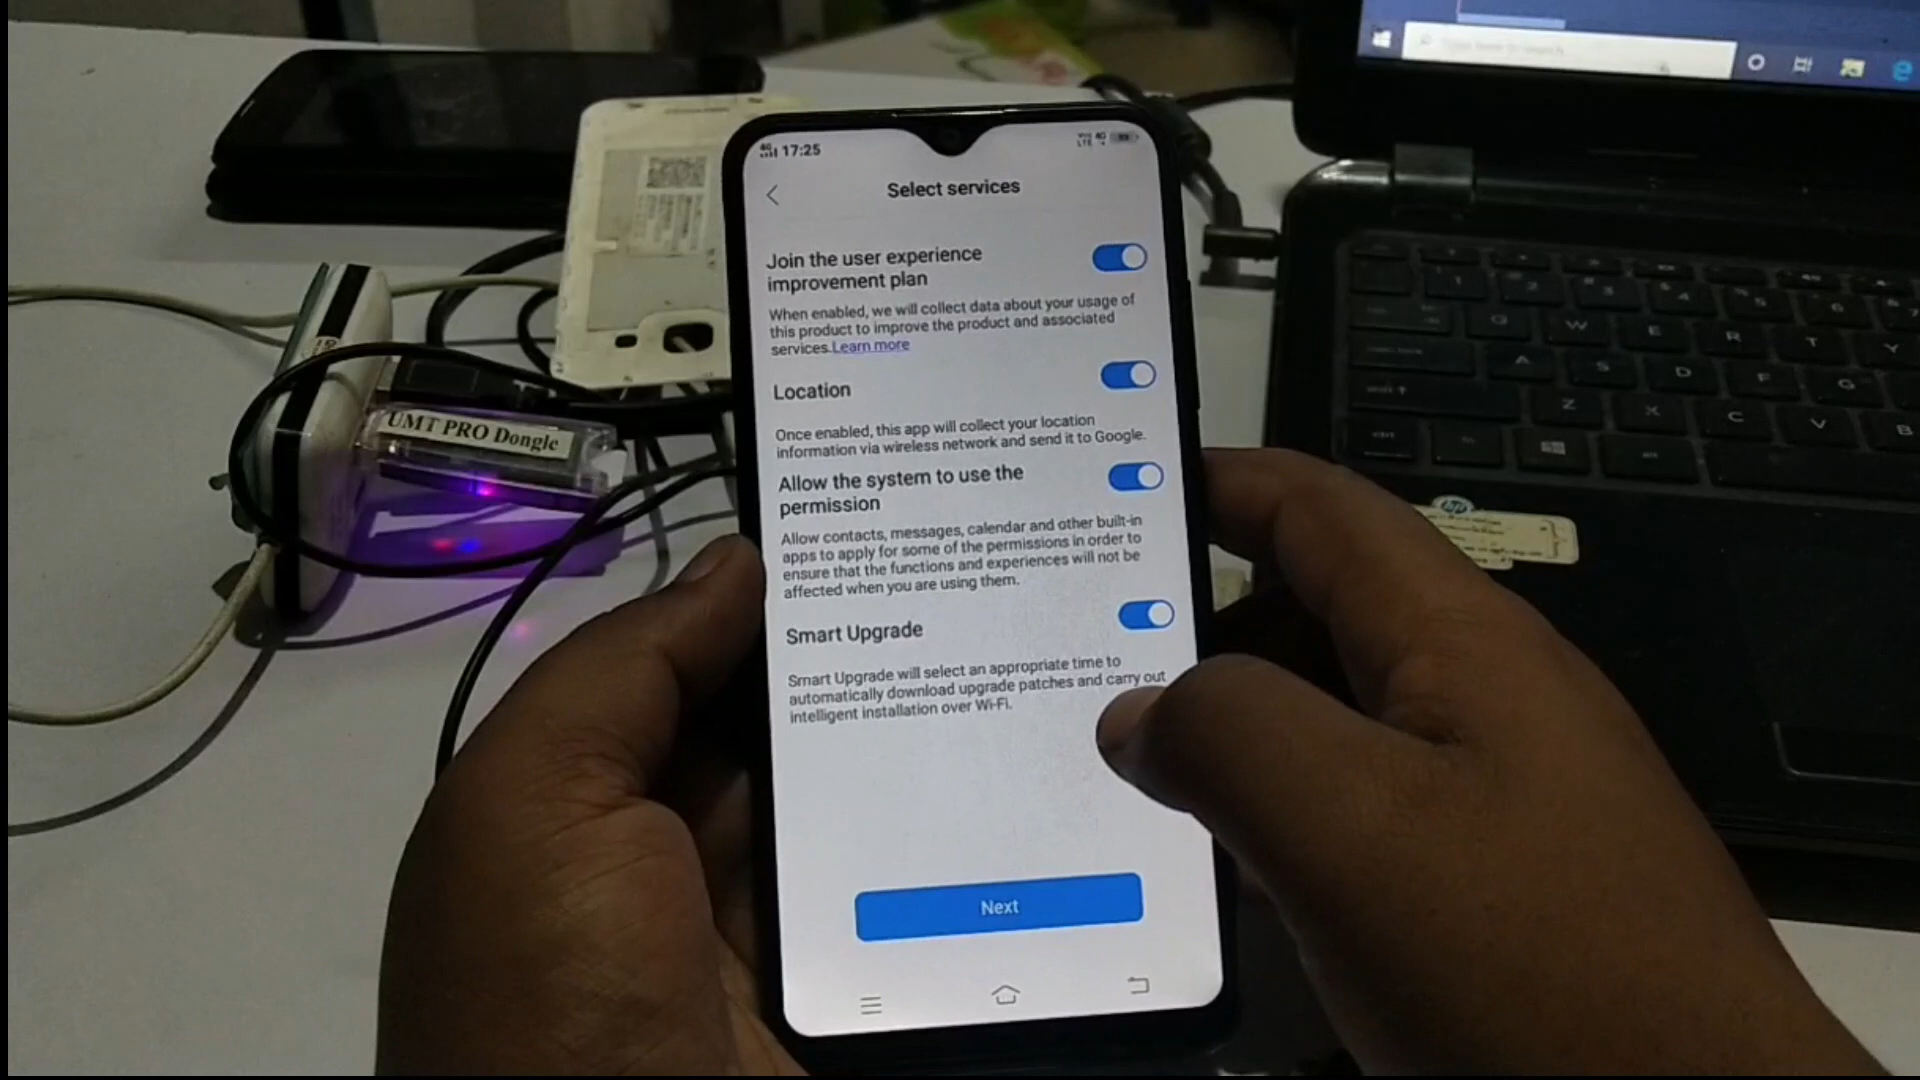 17:25
Select services
Join the user experience
improvement plan
When enabled, we will collect data about your usage of
this product to improve the product and associated
services.Learn more
Location
Once enabled, this app will collect your location
information via wireless network and send it to Google.
Allow the system to use the
permission
Allow contacts, messages, calendar and other built-in
apps to apply for some of the permissions in order to
ensure that the functions and experiences will not be
affected when you are using them.
Smart Upgrade
Smart Upgrade will select an appropriate time to
automatically download upgrade patches and carry out
intelligent installation over Wi-Fi.
Next
UMT PRO Dongle
hp
Q W E R T Y
A S D F G
Z X C V B